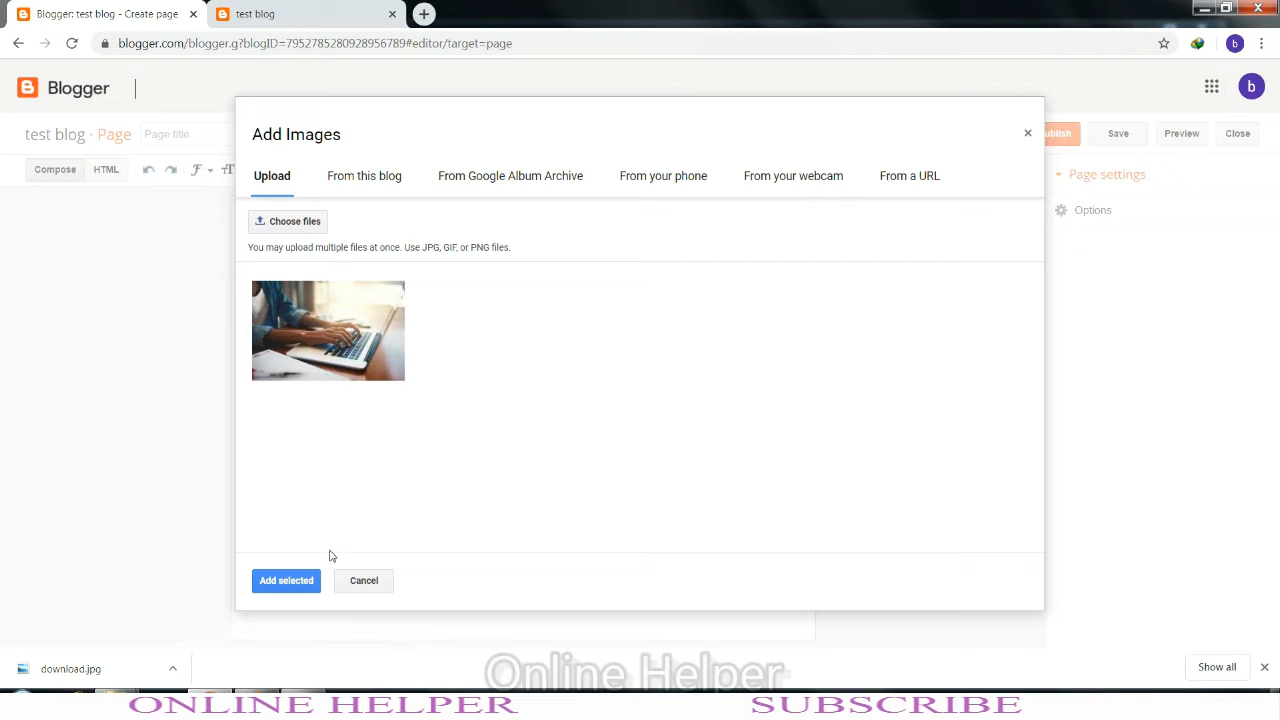 Blogger: test blog - Create page
test blog
blogger.com/blogger.g?blogID=7952785280928956789#editor/target=page
b
Blogger
b
test blog · Page
Page title
ublish
Save
Preview
Close
Compose
HTML
Page settings
Options
Add Images
Upload
From this blog
From Google Album Archive
From your phone
From your webcam
From a URL
Choose files
You may upload multiple files at once. Use JPG, GIF, or PNG files.
Add selected
Cancel
download.jpg
Show all
Online Helper
ONLINE HELPER
SUBSCRIBE